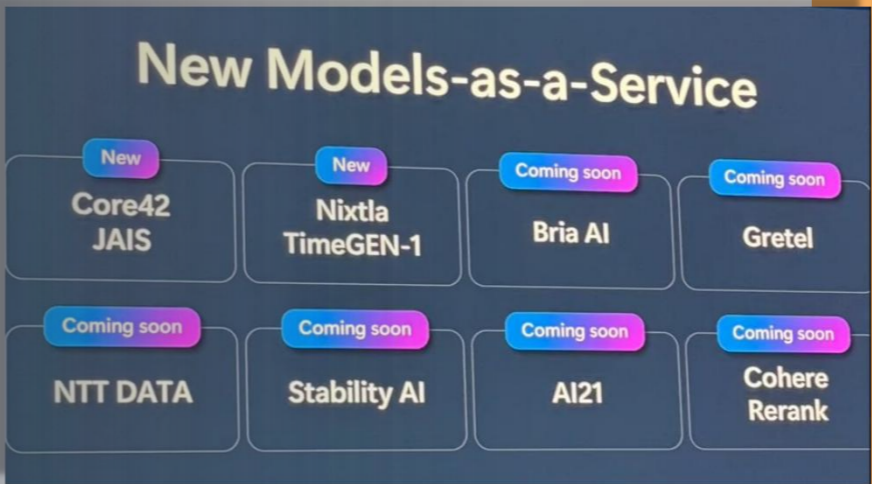 New Models-as-a-Service
New
Core42
JAIS
New
Nixtla
TimeGEN-1
Coming soon
Bria AI
Coming soon
Gretel
Coming soon
NTT DATA
Coming soon
Stability AI
Coming soon
AI21
Coming soon
Cohere
Rerank